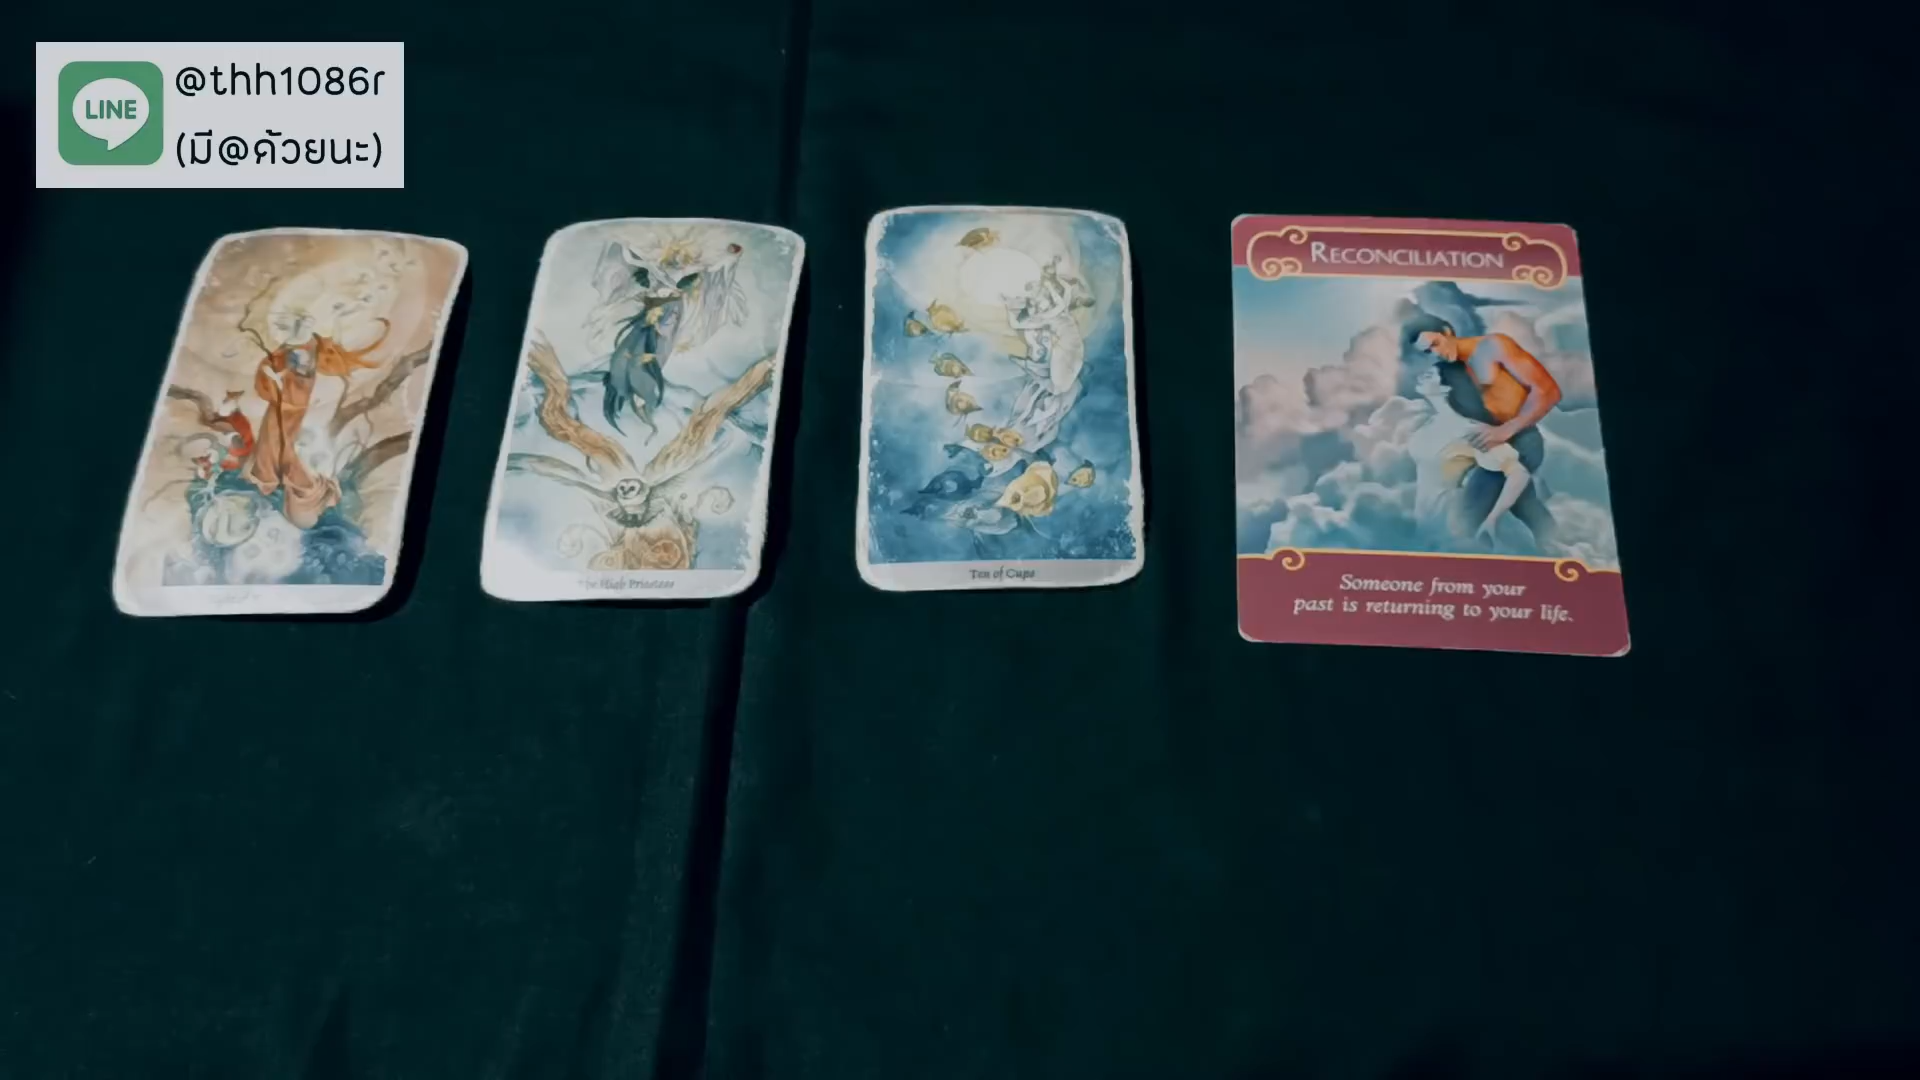 @thh1086r
LINE
(มี@ด้วยนะ)
The High Priestess
Ten of Cups
RECONCILIATION
Someone from your
past is returning to your life.